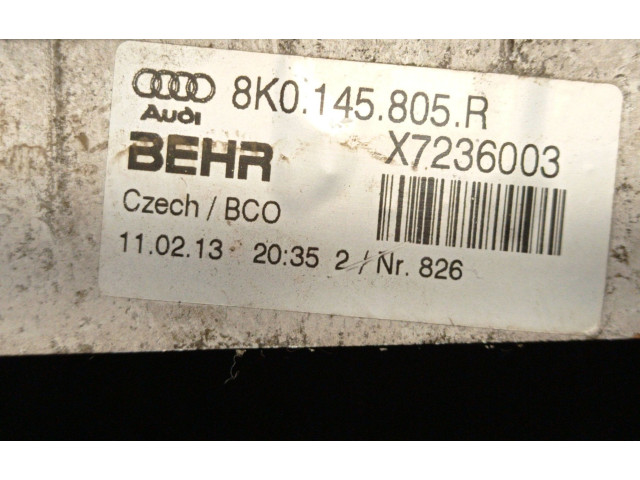 8K0.145.805.R
Audi
BEHR X7236003
Czech / BCO
11.02.13 20:35 2 / Nr. 826